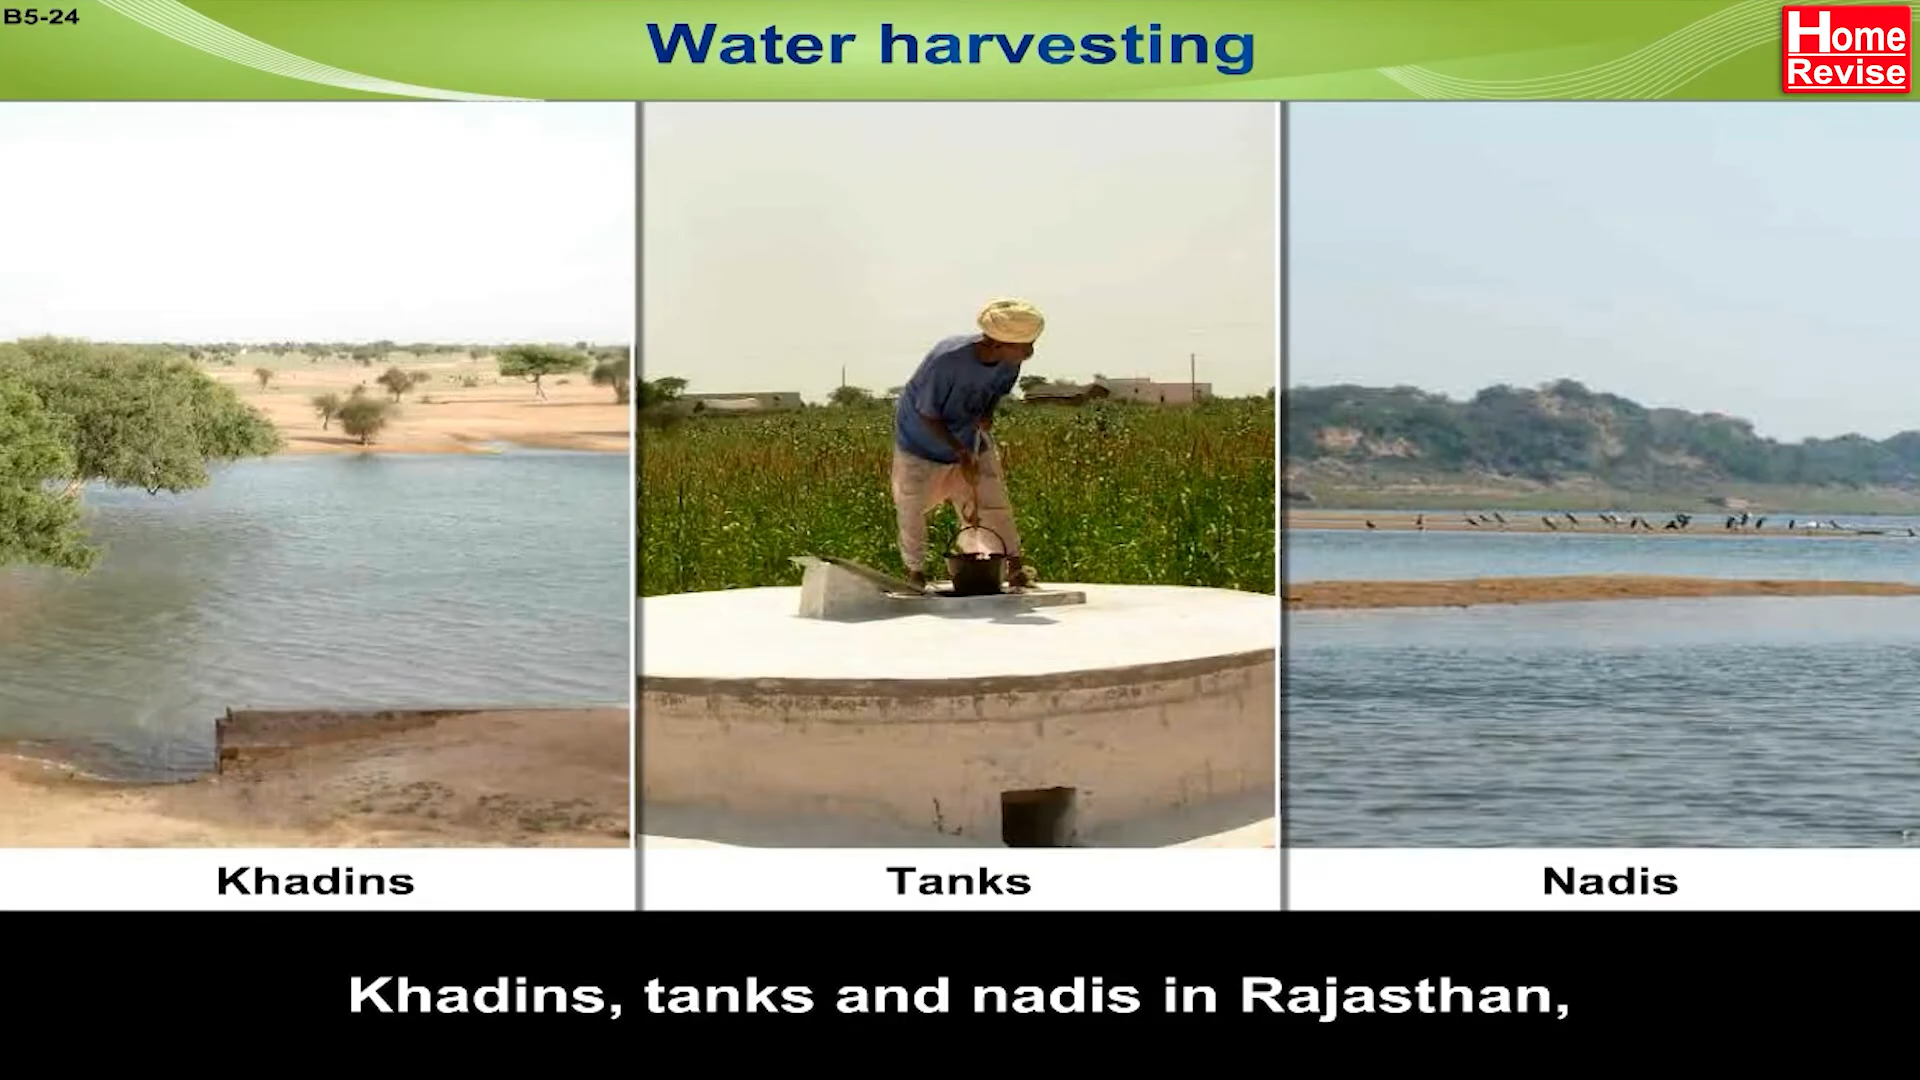 B5-24
Water harvesting
Home
Revise
Khadins
Tanks
Nadis
Khadins, tanks and nadis in Rajasthan,